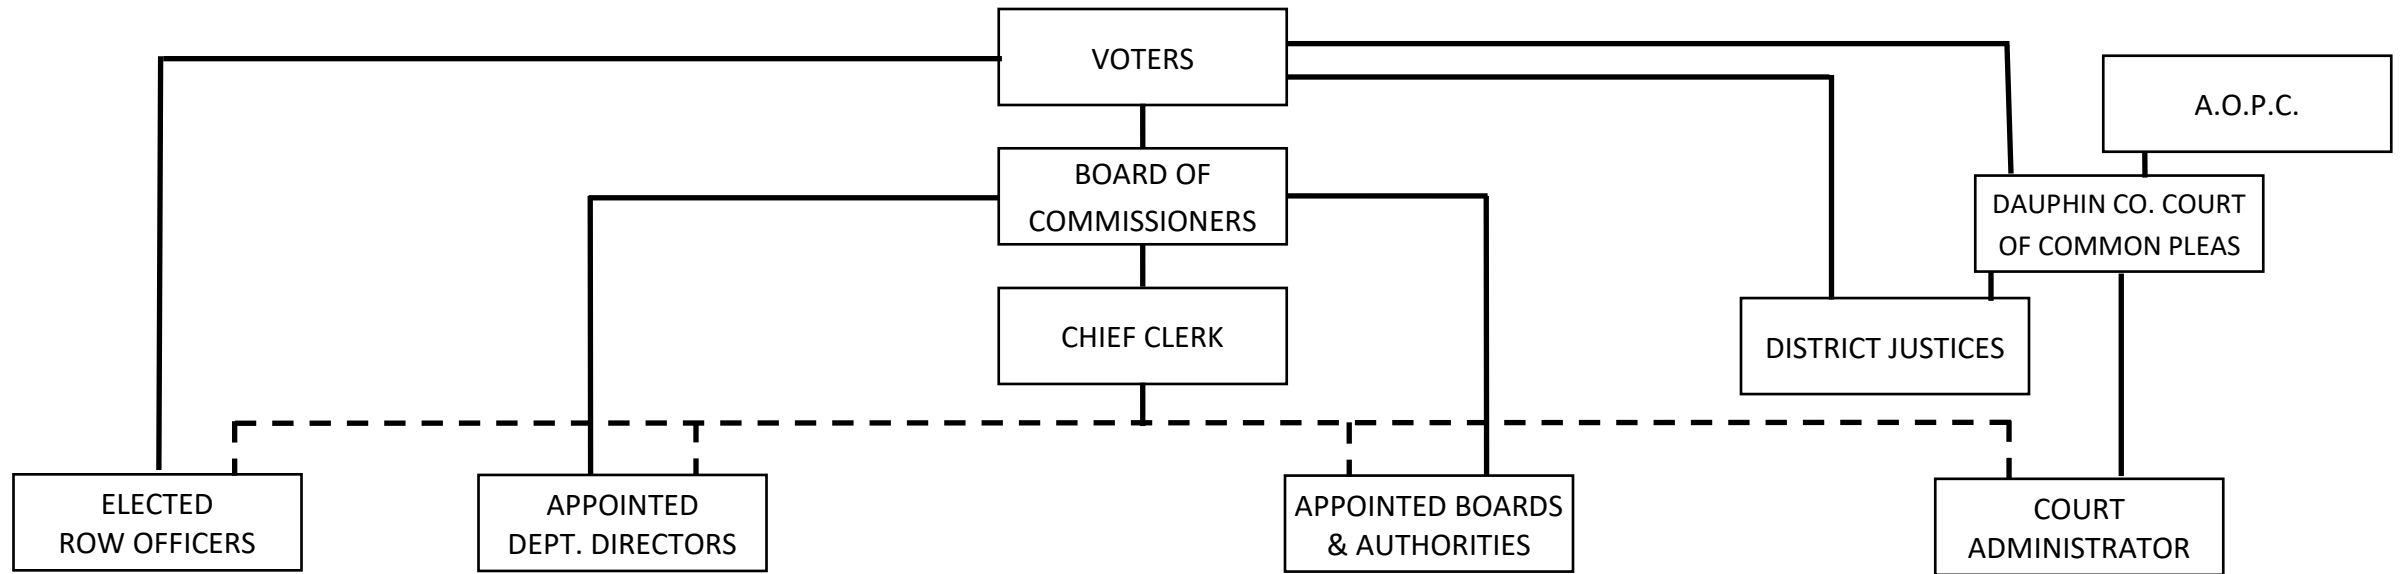 VOTERS
A.O.P.C.
BOARD OF
COMMISSIONERS
DAUPHIN CO. COURT
OF COMMON PLEAS
CHIEF CLERK
DISTRICT JUSTICES
ELECTED
ROW OFFICERS
APPOINTED
DEPT. DIRECTORS
APPOINTED BOARDS
& AUTHORITIES
COURT
ADMINISTRATOR